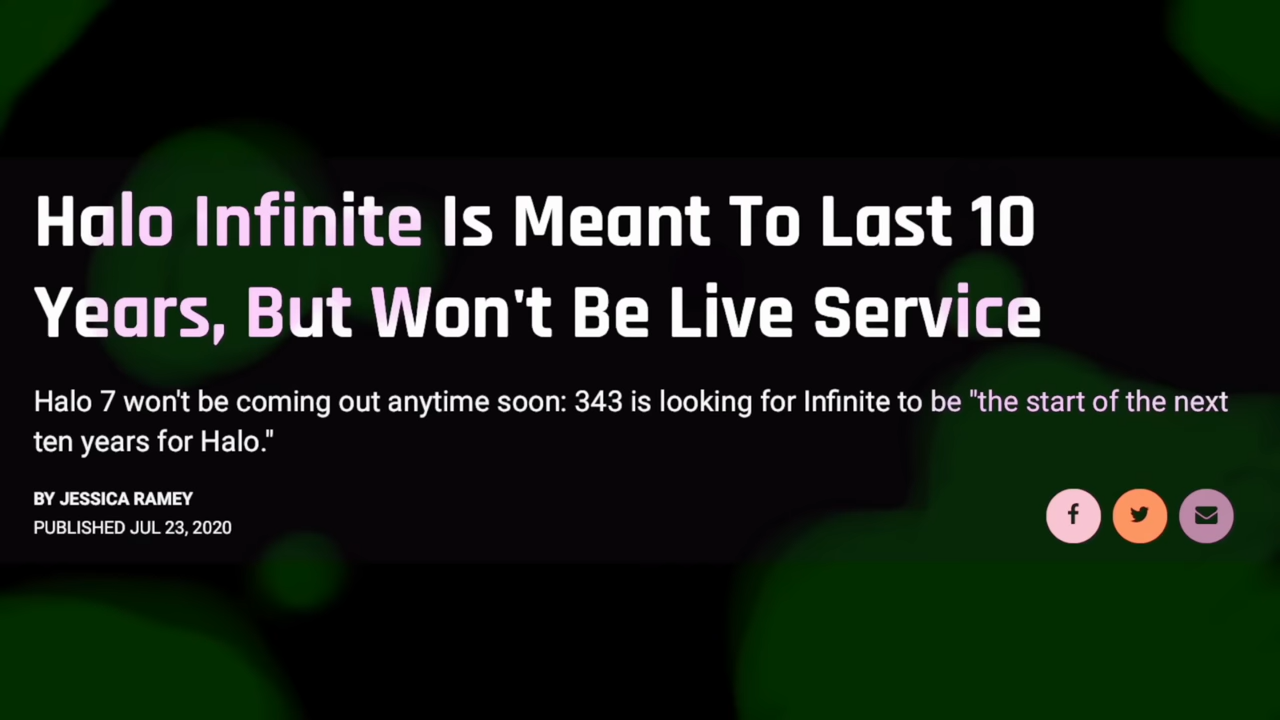 Halo Infinite Is Meant To Last 10
Years, But Won't Be Live Service
Halo 7 won't be coming out anytime soon: 343 is looking for Infinite to be "the start of the next
ten years for Halo."
BY JESSICA RAMEY
PUBLISHED JUL 23, 2020